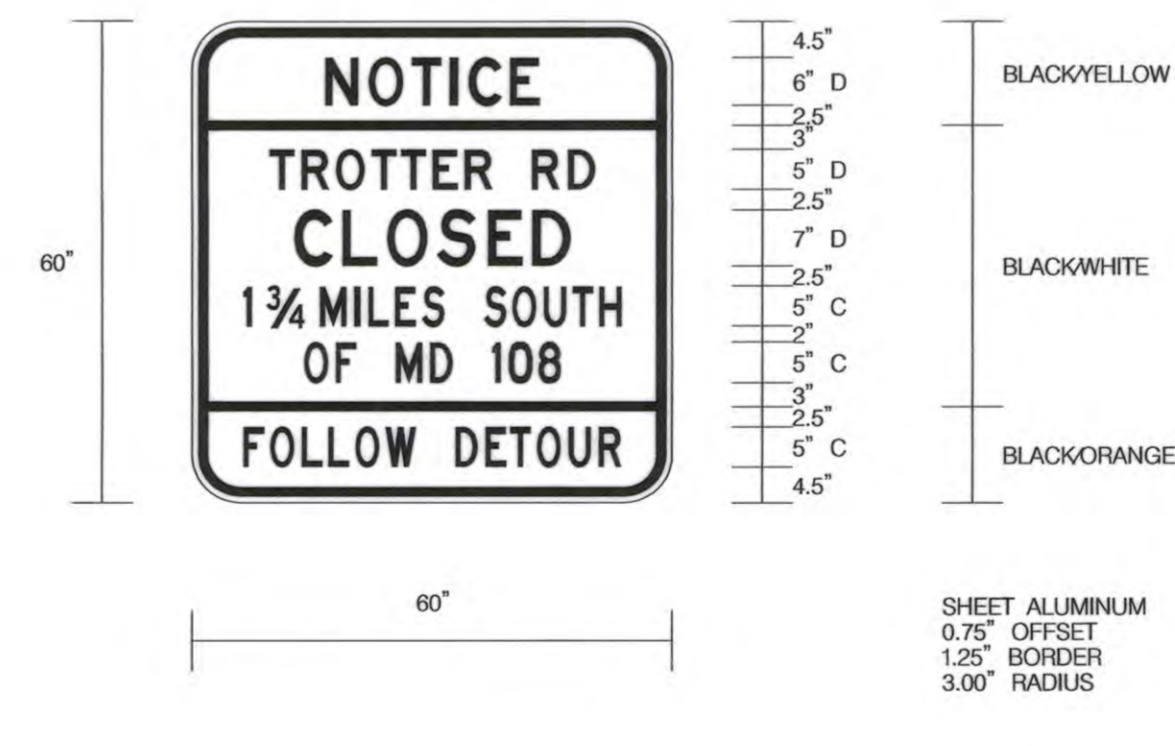 NOTICE
TROTTER RD
CLOSED
1 ¾ MILES SOUTH
OF MD 108
FOLLOW DETOUR
60"
60"
4.5"
6" D
2.5"
3"
5" D
2.5"
7" D
2.5"
5" C
2"
5" C
3"
2.5"
5" C
4.5"
BLACK/YELLOW
BLACK/WHITE
BLACK/ORANGE
SHEET ALUMINUM
0.75" OFFSET
1.25" BORDER
3.00" RADIUS